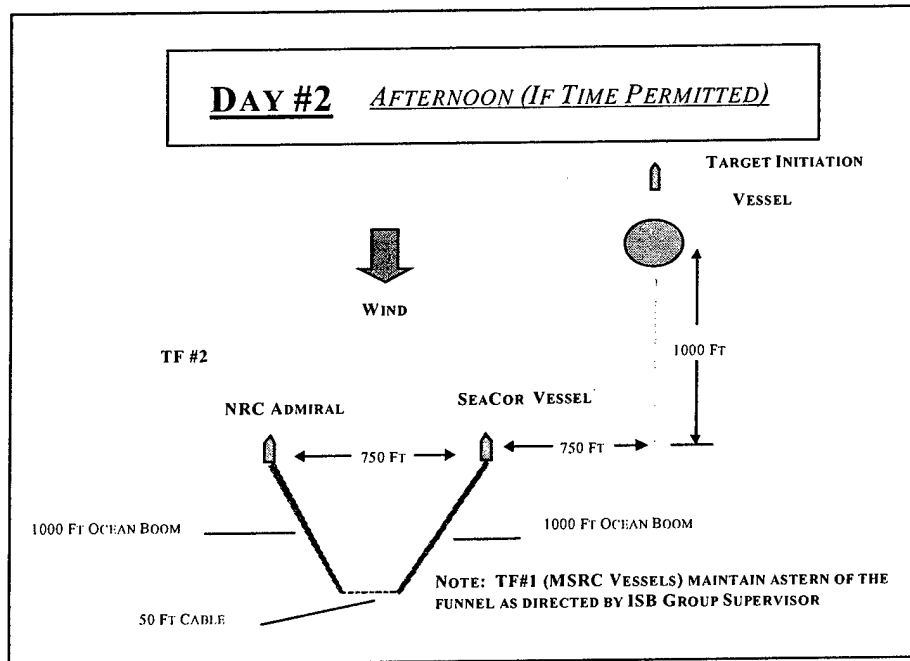 DAY #2 AFTERNOON (IF TIME PERMITTED)
TARGET INITIATION
VESSEL
WIND
1000 FT
TF #2
NRC ADMIRAL
SEACOR VESSEL
750 FT
750 FT
1000 FT OCEAN BOOM
1000 FT OCEAN BOOM
NOTE: TF#1 (MSRC VESSELS) MAINTAIN ASTERN OF THE
FUNNEL AS DIRECTED BY ISB GROUP SUPERVISOR
50 FT CABLE